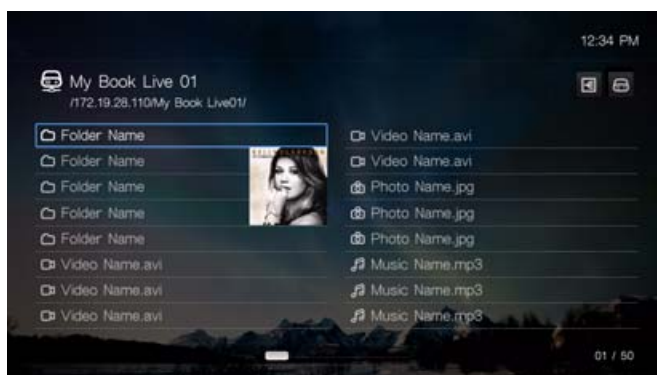 12:34 PM
My Book Live 01
/172.19.28.110/My Book Live01/
Folder Name
Folder Name
Folder Name
Folder Name
Folder Name
Video Name.avi
Video Name.avi
Video Name.avi
Video Name.avi
Video Name.avi
Photo Name.jpg
Photo Name.jpg
Photo Name.jpg
Music Name.mp3
Music Name.mp3
Music Name.mp3
01 / 50